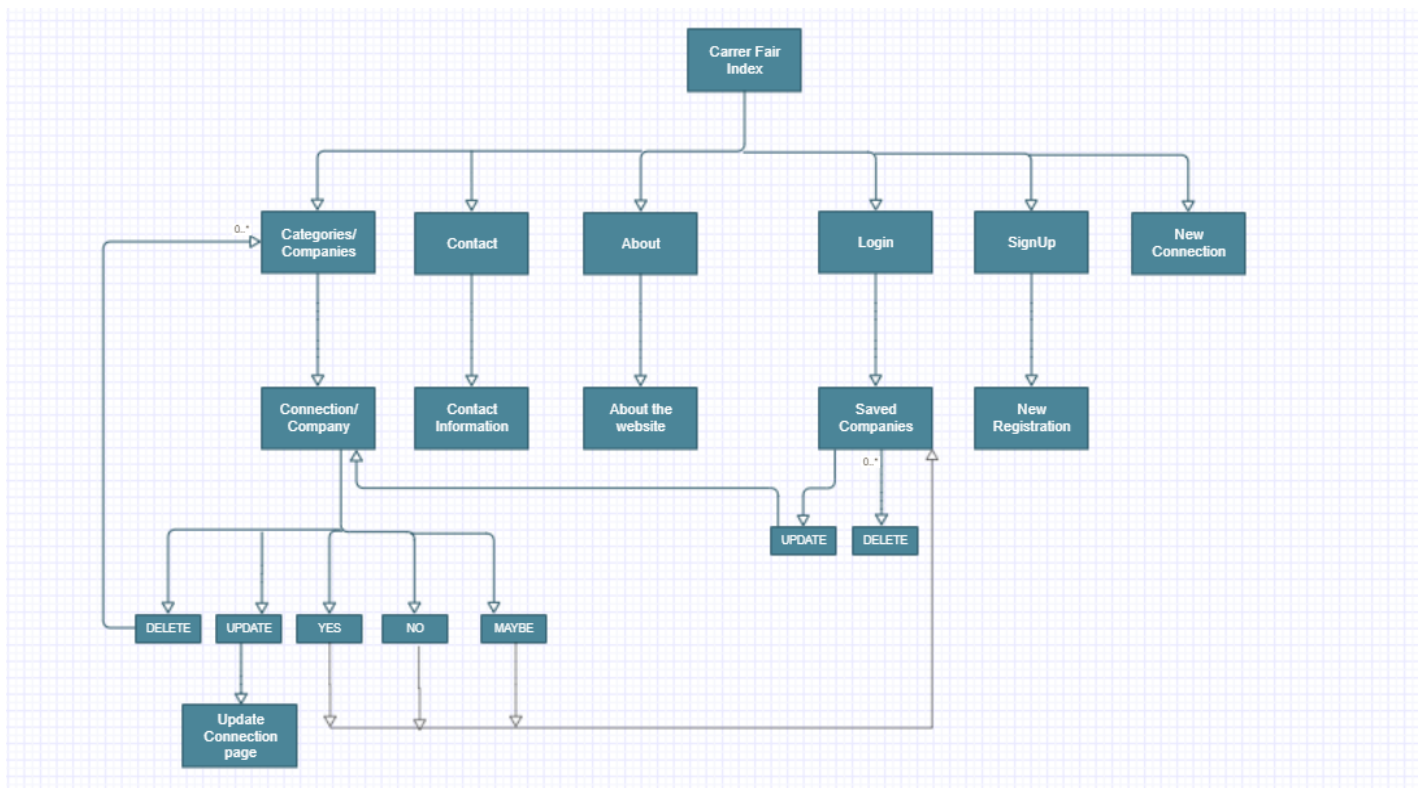 Carrer Fair
Index
0..*
Categories/
Companies
Contact
About
Login
SignUp
New
Connection
Connection/
Company
Contact
Information
About the
website
Saved
Companies
New
Registration
0..*
UPDATE
DELETE
DELETE
UPDATE
YES
NO
MAYBE
Update
Connection
page